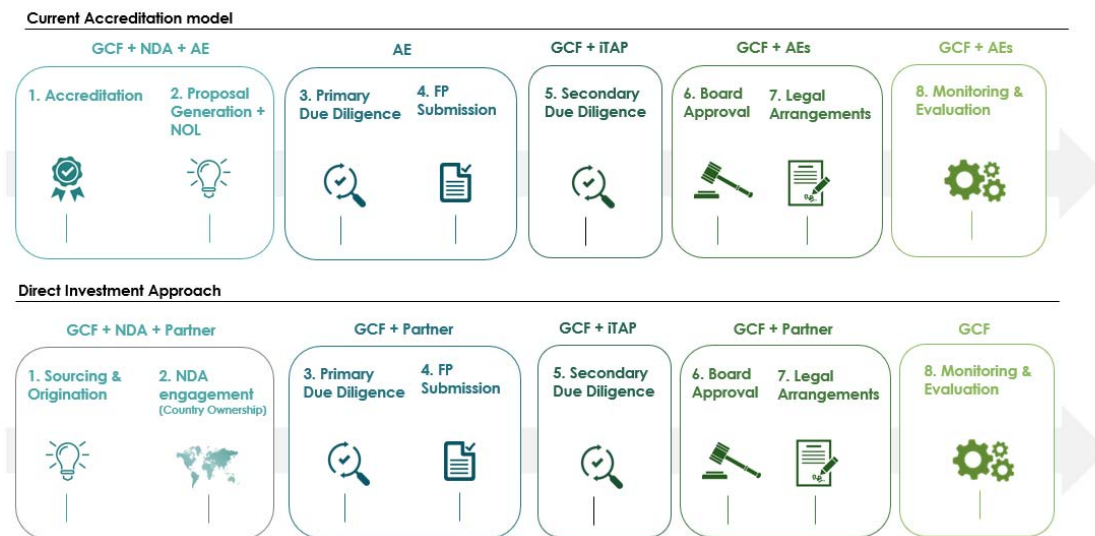 Current Accreditation model
GCF + NDA + AE
AE
GCF + iTAP
GCF + AEs
GCF + AEs
1. Accreditation
2. Proposal
Generation +
NOL
3. Primary
Due Diligence
4. FP
Submission
5. Secondary
Due Diligence
6. Board
Approval
7. Legal
Arrangements
8. Monitoring &
Evaluation
Direct Investment Approach
GCF + NDA + Partner
GCF + Partner
GCF + iTAP
GCF + Partner
GCF
1. Sourcing &
Origination
2. NDA
engagement
(Country Ownership)
3. Primary
Due Diligence
4. FP
Submission
5. Secondary
Due Diligence
6. Board
Approval
7. Legal
Arrangements
8. Monitoring &
Evaluation